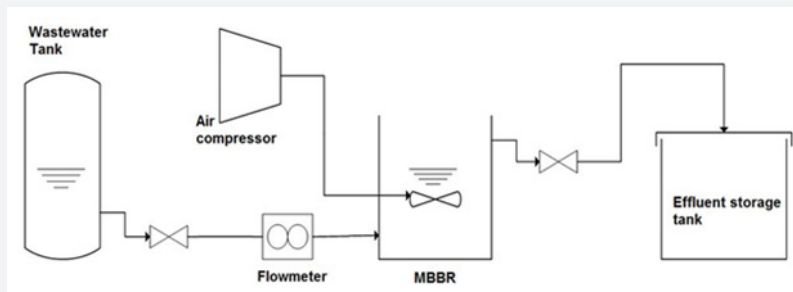 Wastewater
Tank
Air
compressor
Flowmeter
MBBR
Effluent storage
tank